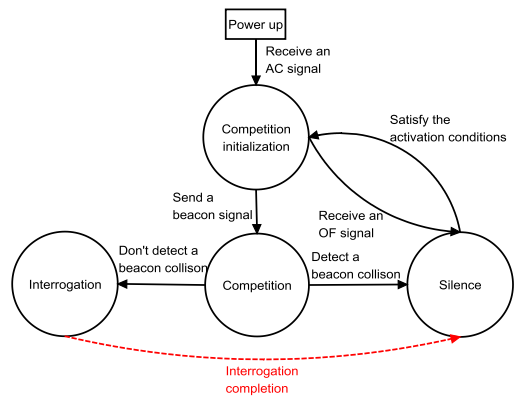 Power up
Receive an
AC signal
Satisfy the
activation conditions
Competition
initialization
Send a
beacon signal
Receive an
OF signal
Don't detect a
beacon collison
Detect a
beacon collison
Interrogation
Competition
Silence
Interrogation
completion